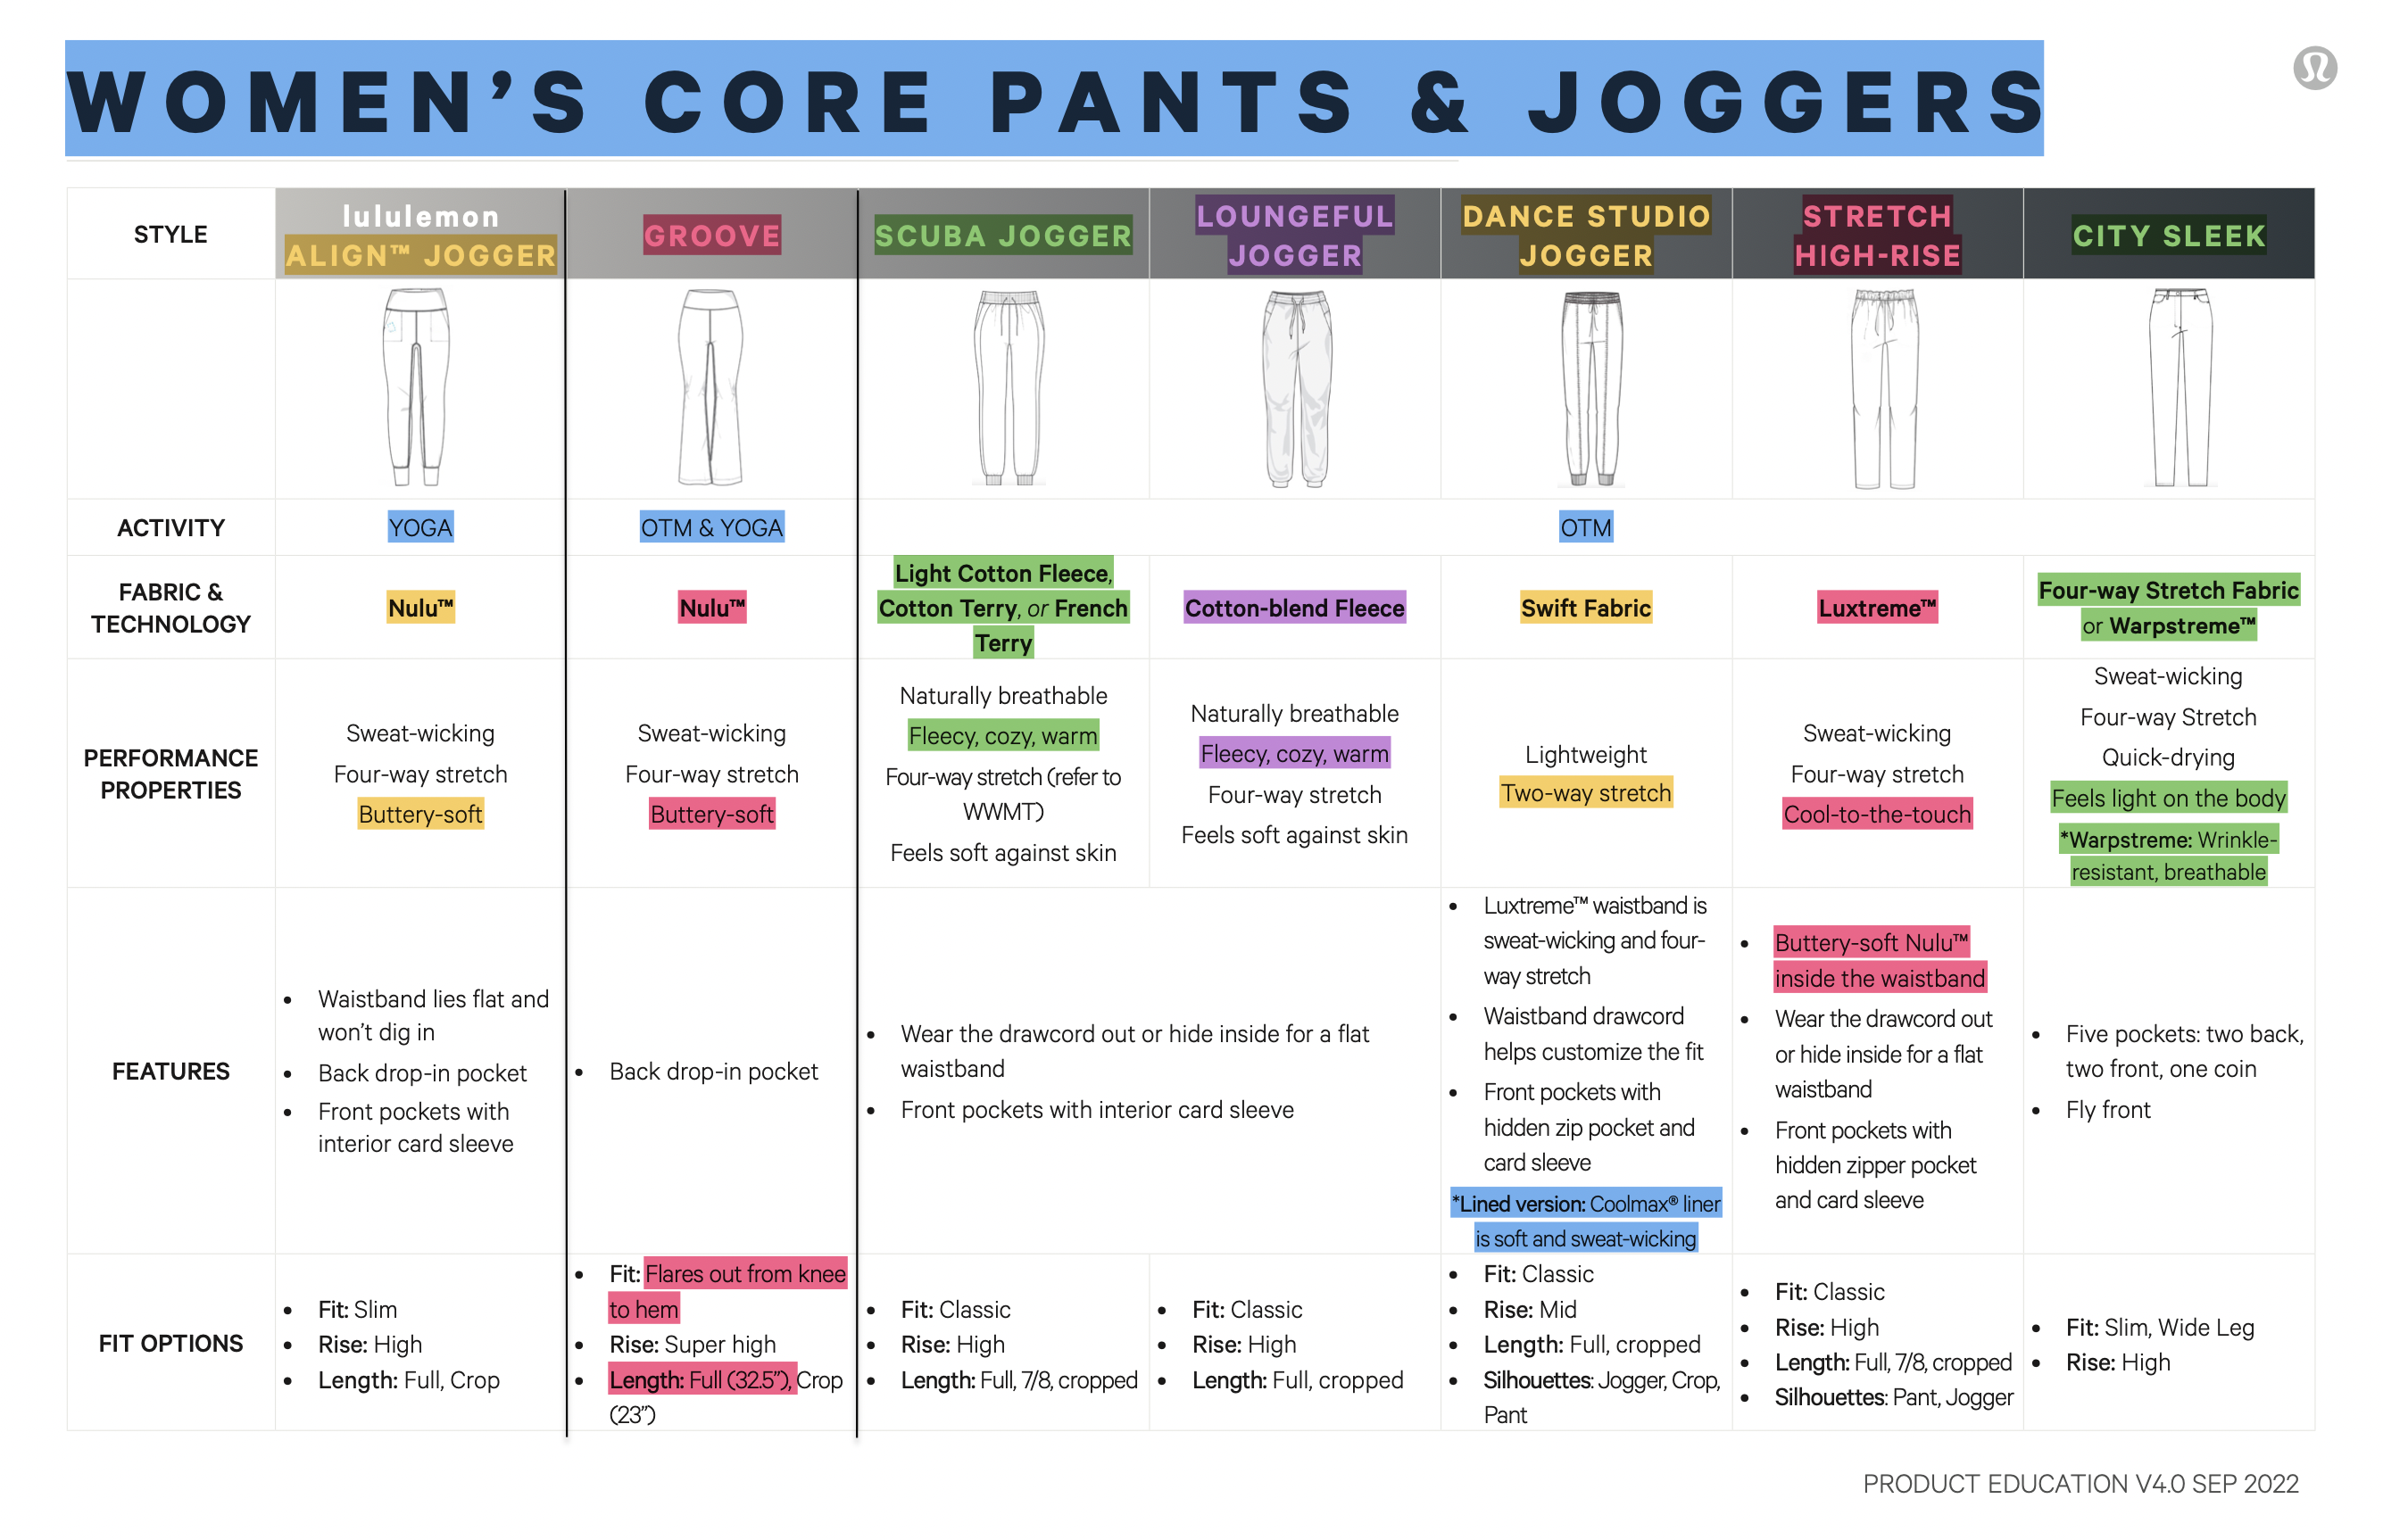 WOMEN’S CORE PANTS & JOGGERS
STYLE
lululemon
ALIGN™ JOGGER
GROOVE
SCUBA JOGGER
LOUNGEFUL
JOGGER
DANCE STUDIO
JOGGER
STRETCH
HIGH-RISE
CITY SLEEK
ACTIVITY
YOGA
OTM & YOGA
OTM
FABRIC &
TECHNOLOGY
Nulu™
Nulu™
Light Cotton Fleece,
Cotton Terry, or French
Terry
Cotton-blend Fleece
Swift Fabric
Luxtreme™
Four-way Stretch Fabric
or Warpstreme™
PERFORMANCE
PROPERTIES
Sweat-wicking
Four-way stretch
Buttery-soft
Sweat-wicking
Four-way stretch
Buttery-soft
Naturally breathable
Fleecy, cozy, warm
Four-way stretch (refer to
WWMT)
Feels soft against skin
Naturally breathable
Fleecy, cozy, warm
Four-way stretch
Feels soft against skin
Lightweight
Two-way stretch
Sweat-wicking
Four-way stretch
Cool-to-the-touch
Sweat-wicking
Four-way Stretch
Quick-drying
Feels light on the body
*Warpstreme: Wrinkle-
resistant, breathable
FEATURES
• Waistband lies flat and
won’t dig in
• Back drop-in pocket
• Front pockets with
interior card sleeve
• Back drop-in pocket
• Wear the drawcord out or hide inside for a flat
waistband
• Front pockets with interior card sleeve
• Luxtreme™ waistband is
sweat-wicking and four-
way stretch
• Waistband drawcord
helps customize the fit
• Front pockets with
hidden zip pocket and
card sleeve
*Lined version: Coolmax® liner
is soft and sweat-wicking
• Buttery-soft Nulu™
inside the waistband
• Wear the drawcord out
or hide inside for a flat
waistband
• Front pockets with
hidden zipper pocket
and card sleeve
• Five pockets: two back,
two front, one coin
• Fly front
FIT OPTIONS
• Fit: Slim
• Rise: High
• Length: Full, Crop
• Fit: Flares out from knee
to hem
• Rise: Super high
• Length: Full (32.5”), Crop
(23”)
• Fit: Classic
• Rise: High
• Length: Full, 7/8, cropped
• Fit: Classic
• Rise: High
• Length: Full, cropped
• Fit: Classic
• Rise: Mid
• Length: Full, cropped
• Silhouettes: Jogger, Crop,
Pant
• Fit: Classic
• Rise: High
• Length: Full, 7/8, cropped
• Silhouettes: Pant, Jogger
• Fit: Slim, Wide Leg
• Rise: High
PRODUCT EDUCATION V4.0 SEP 2022